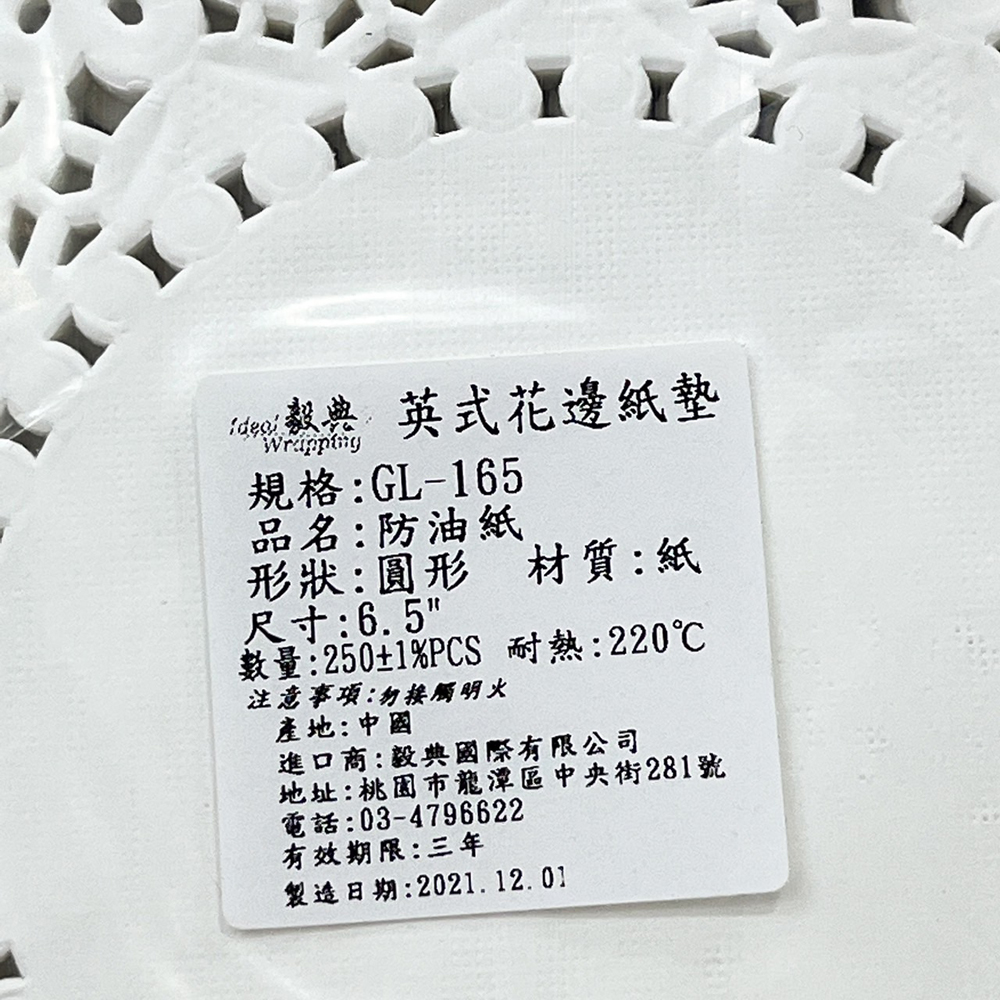 Ideal 毅典 英式花邊紙墊
Wrapping
規格:GL-165
品名:防油紙
形狀:圓形 材質:紙
尺寸:6.5"
數量:250±1%PCS 耐熱:220℃
注意事項:勿接觸明火
產地:中國
進口商:毅典國際有限公司
地址:桃園市龍潭區中央街281號
電話:03-4796622
有效期限:三年
製造日期:2021.12.01